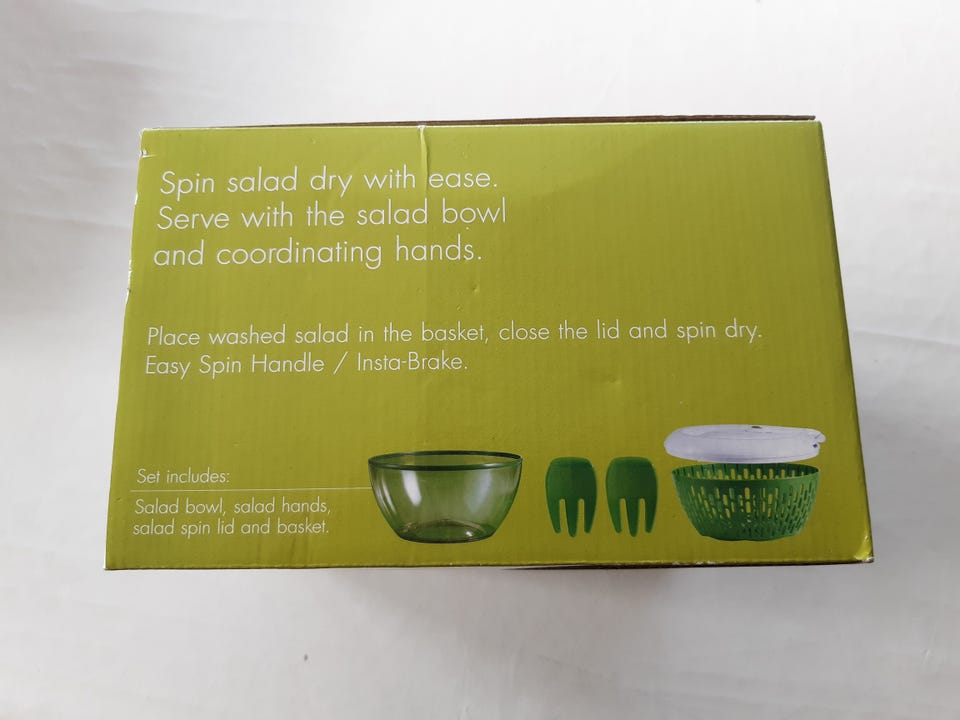 Spin salad dry with ease.
Serve with the salad bowl
and coordinating hands.
Place washed salad in the basket, close the lid and spin dry.
Easy Spin Handle / Insta-Brake.
Set includes:
Salad bowl, salad hands,
salad spin lid and basket.